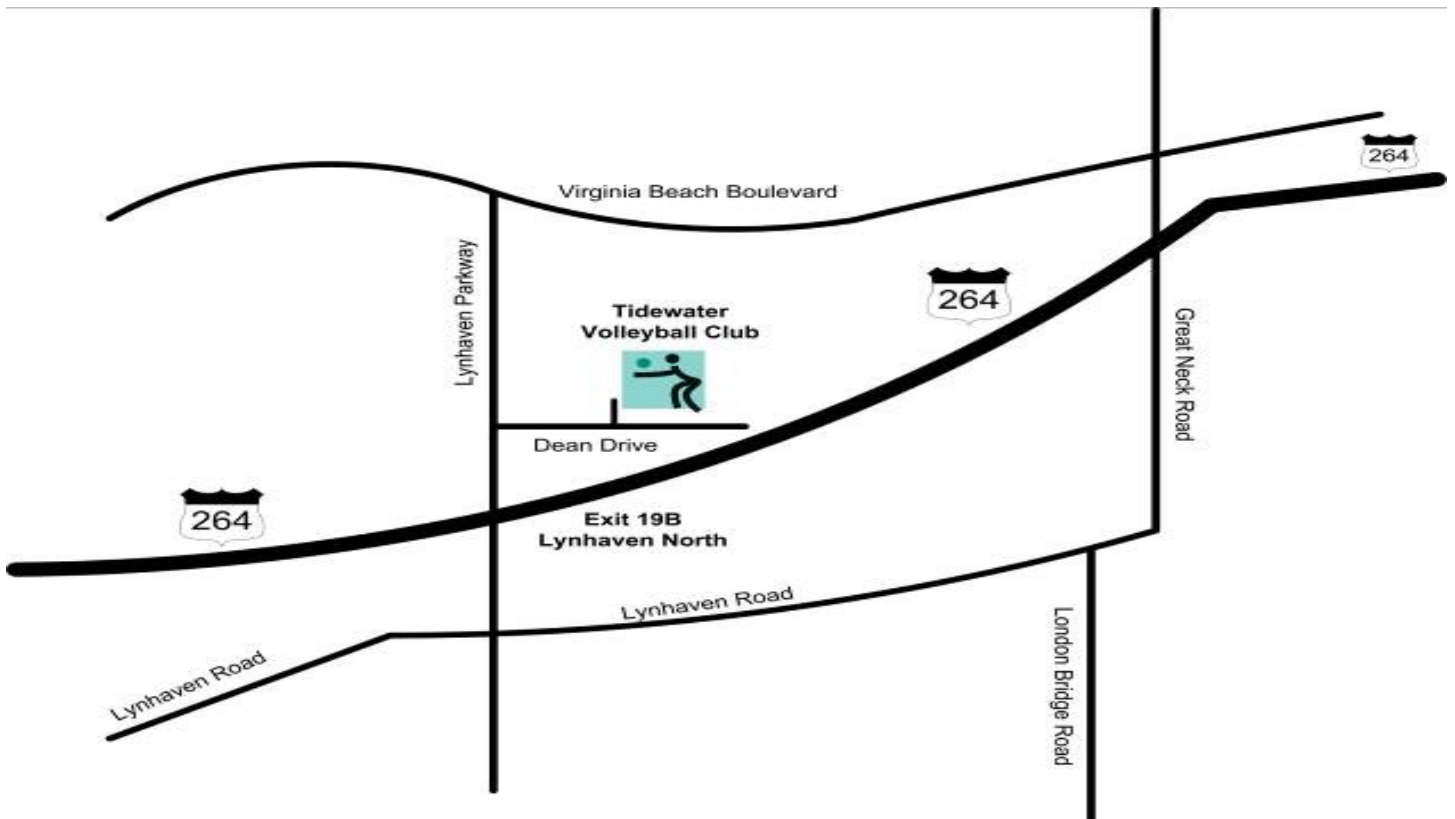 264
Virginia Beach Boulevard
Lynhaven Parkway
264
Tidewater
Volleyball Club
Great Neck Road
Dean Drive
264
Exit 19B
Lynhaven North
Lynhaven Road
London Bridge Road
Lynhaven Road